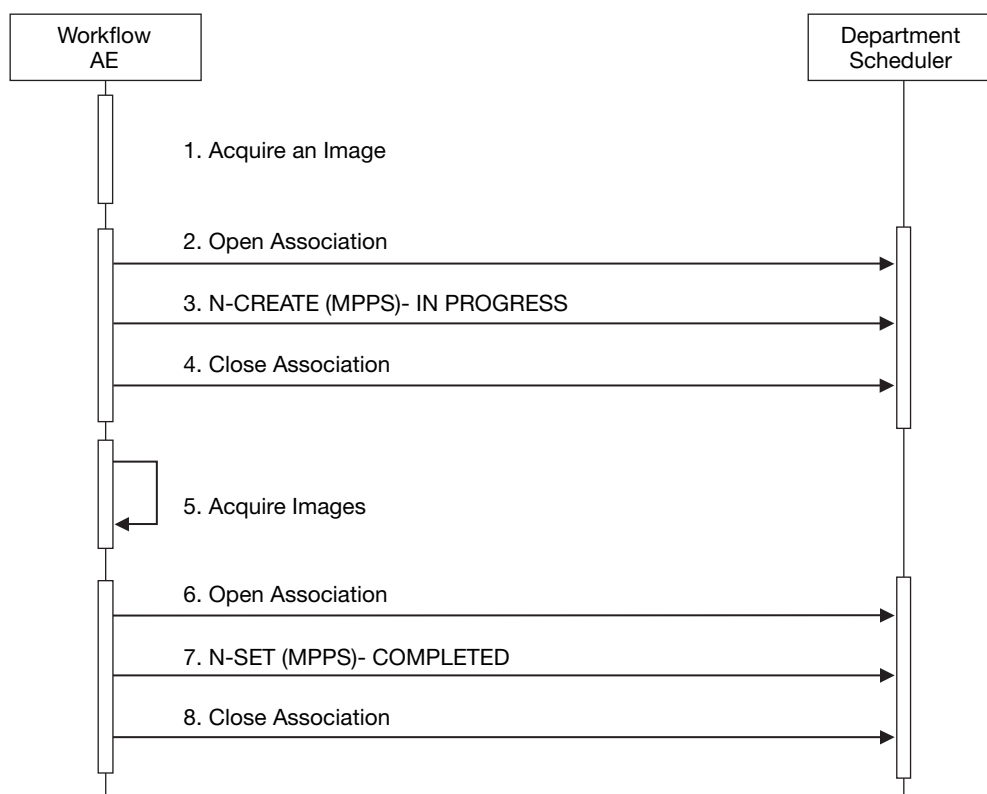 Workflow
AE
Department
Scheduler
1. Acquire an Image
2. Open Association
3. N-CREATE (MPPS)- IN PROGRESS
4. Close Association
5. Acquire Images
6. Open Association
7. N-SET (MPPS)- COMPLETED
8. Close Association